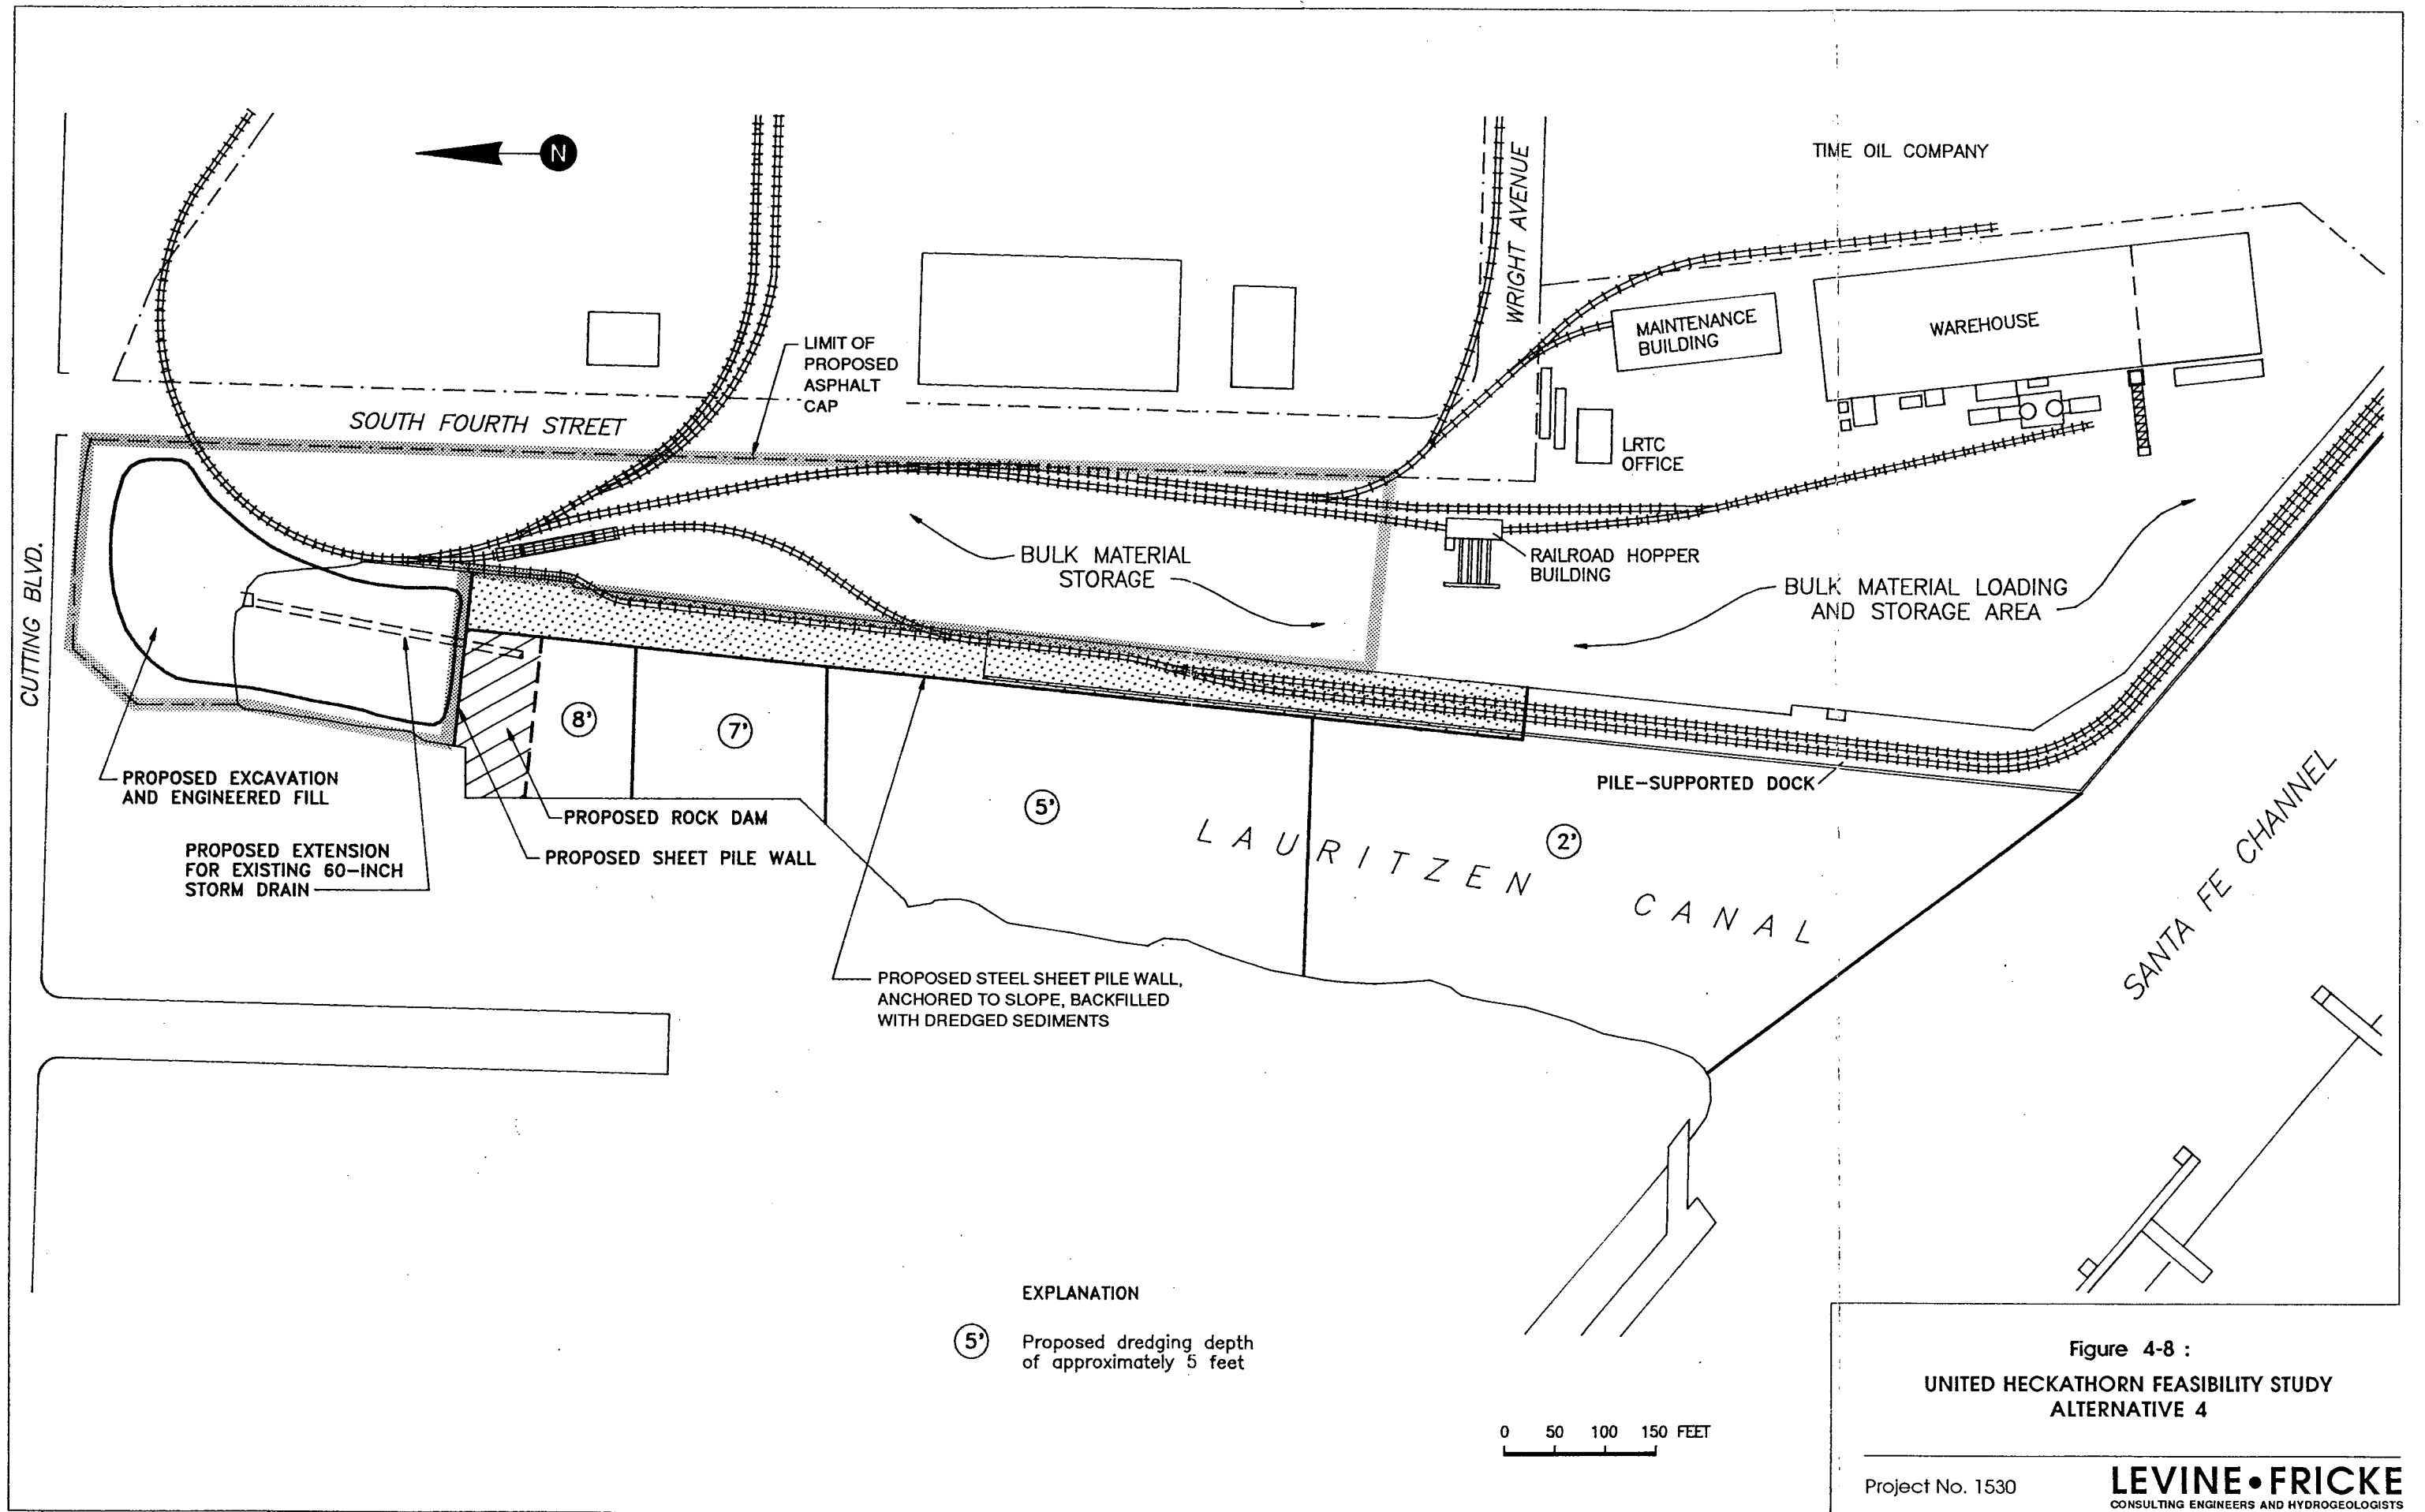 N
TIME OIL COMPANY
WRIGHT AVENUE
LIMIT OF
PROPOSED
ASPHALT
CAP
MAINTENANCE
BUILDING
WAREHOUSE
SOUTH FOURTH STREET
LRTC
OFFICE
CUTTING BLVD.
BULK MATERIAL
STORAGE
RAILROAD HOPPER
BUILDING
BULK MATERIAL LOADING
AND STORAGE AREA
8'
7'
5'
2'
PROPOSED EXCAVATION
AND ENGINEERED FILL
PROPOSED ROCK DAM
PROPOSED SHEET PILE WALL
PROPOSED EXTENSION
FOR EXISTING 60-INCH
STORM DRAIN
PILE-SUPPORTED DOCK
LAURITZEN CANAL
SANTA FE CHANNEL
PROPOSED STEEL SHEET PILE WALL,
ANCHORED TO SLOPE, BACKFILLED
WITH DREDGED SEDIMENTS
EXPLANATION
5' Proposed dredging depth
of approximately 5 feet
0 50 100 150 FEET
Figure 4-8 :
UNITED HECKATHORN FEASIBILITY STUDY
ALTERNATIVE 4
Project No. 1530
LEVINE•FRICKE
CONSULTING ENGINEERS AND HYDROGEOLOGISTS